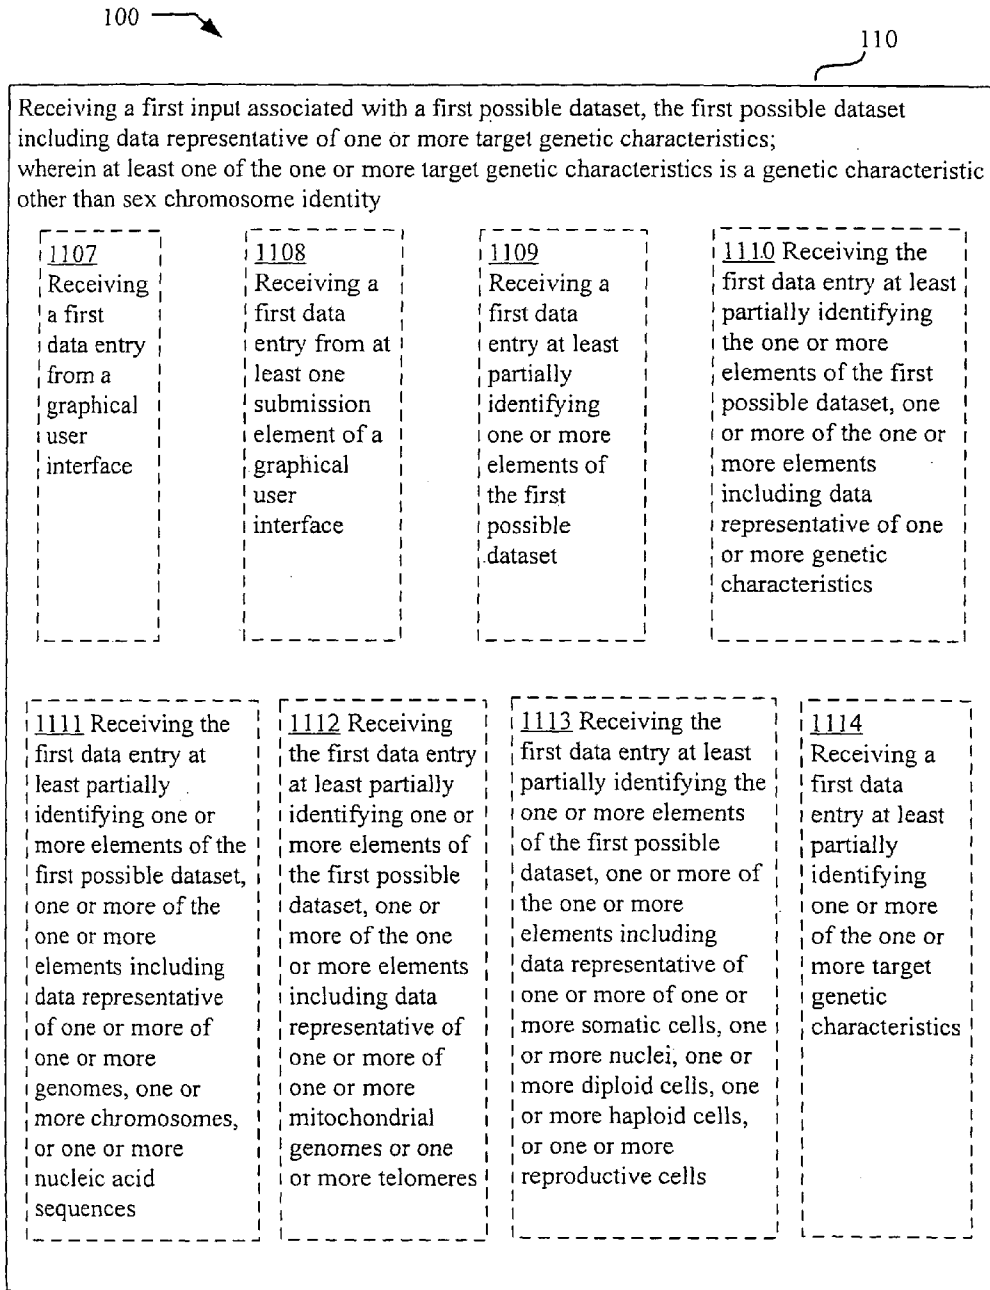 100
110
Receiving a first input associated with a first possible dataset, the first possible dataset
including data representative of one or more target genetic characteristics;
wherein at least one of the one or more target genetic characteristics is a genetic characteristic
other than sex chromosome identity
1107
Receiving
a first
data entry
from a
graphical
user
interface
1108
Receiving a
first data
entry from at
least one
submission
element of a
graphical
user
interface
1109
Receiving a
first data
entry at least
partially
identifying
one or more
elements of
the first
possible
dataset
1110 Receiving the
first data entry at least
partially identifying
the one or more
elements of the first
possible dataset, one
or more of the one or
more elements
including data
representative of one
or more genetic
characteristics
1111 Receiving the
first data entry at
least partially
identifying one or
more elements of the
first possible dataset,
one or more of the
one or more
elements including
data representative
of one or more of
one or more
genomes, one or
more chromosomes,
or one or more
nucleic acid
sequences
1112 Receiving
the first data entry
at least partially
identifying one or
more elements of
the first possible
dataset, one or
more of the one
or more elements
including data
representative of
one or more of
one or more
mitochondrial
genomes or one
or more telomeres
1113 Receiving the
first data entry at least
partially identifying the
one or more elements
of the first possible
dataset, one or more of
the one or more
elements including
data representative of
one or more of one or
more somatic cells, one
or more nuclei, one or
more diploid cells, one
or more haploid cells,
or one or more
reproductive cells
1114
Receiving a
first data
entry at least
partially
identifying
one or more
of the one or
more target
genetic
characteristics